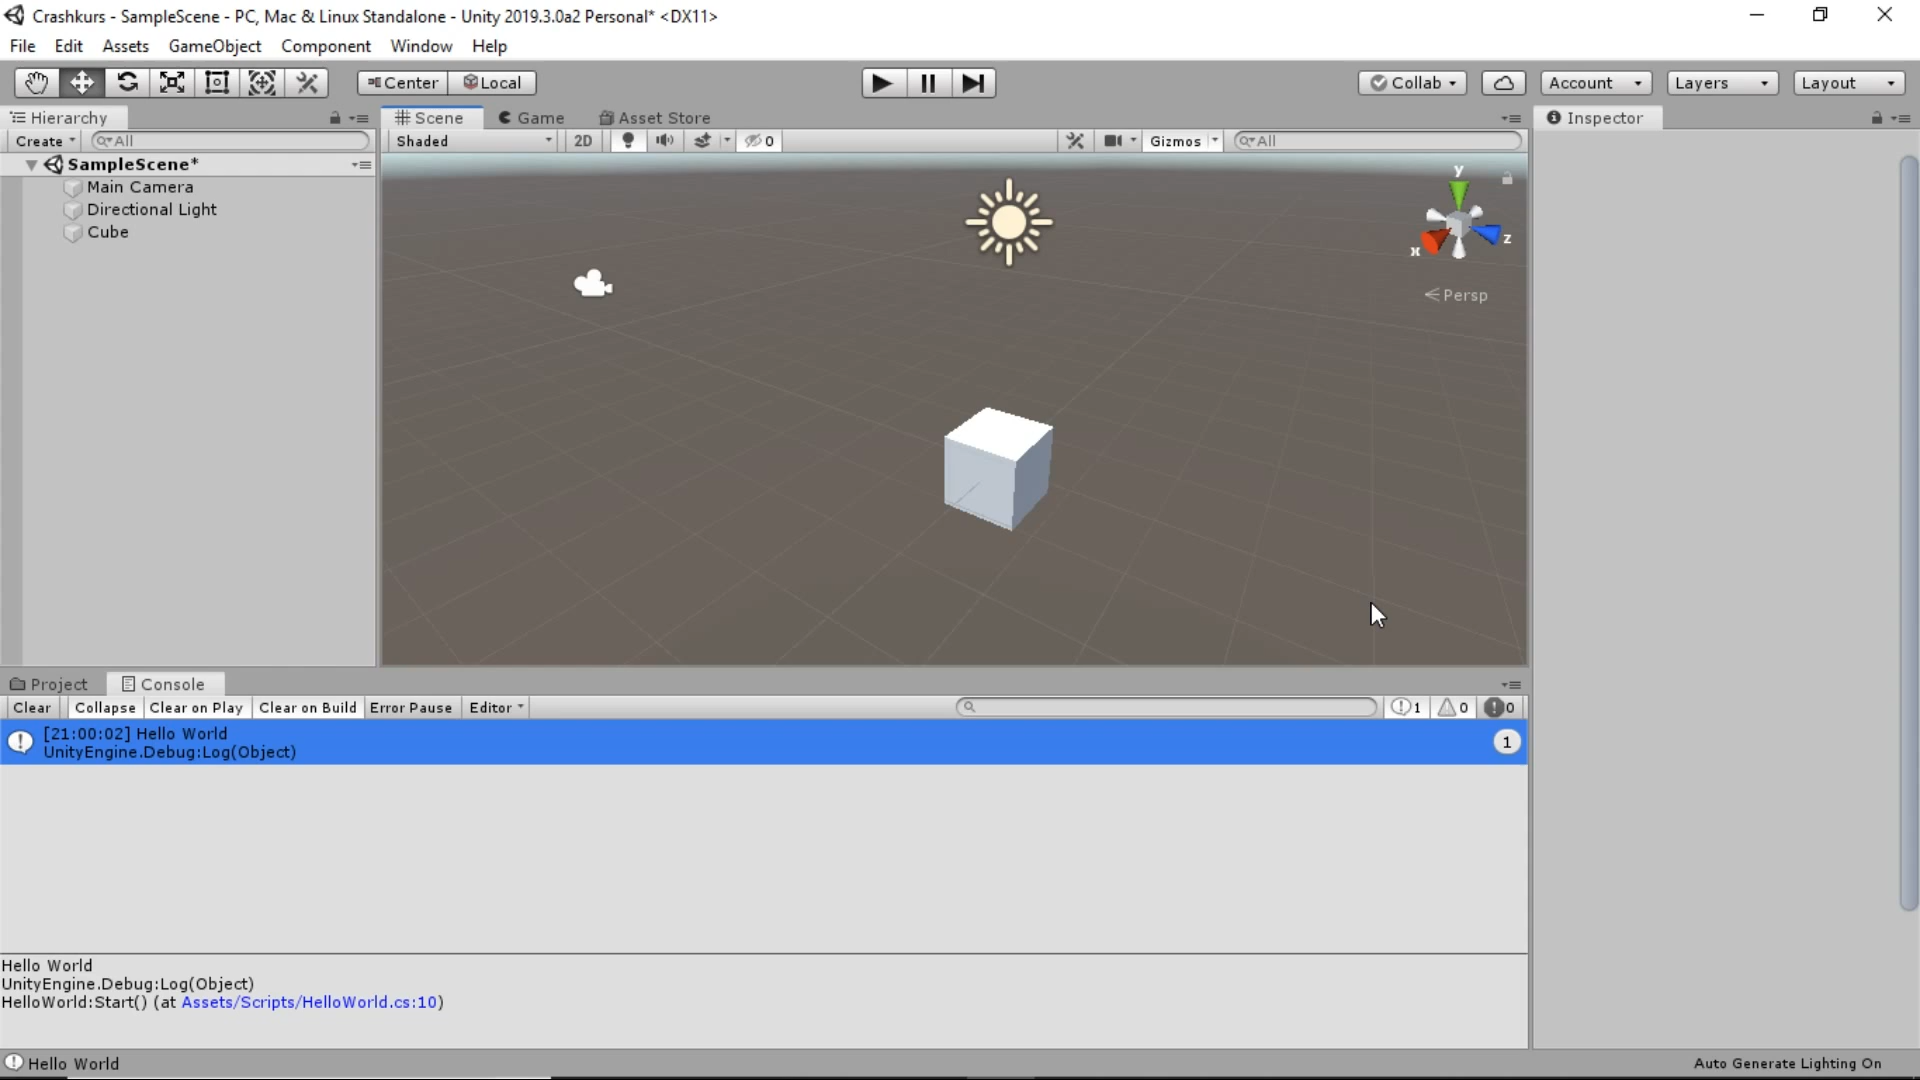 Crashkurs - SampleScene - PC, Mac & Linux Standalone - Unity 2019.3.0a2 Personal* <DX11>
File Edit Assets GameObject Component Window Help
Center Local Collab Account Layers Layout
Hierarchy
Scene Game Asset Store
Inspector
Create All
Shaded 2D 0 Gizmos All
SampleScene*
Main Camera
Directional Light
Cube
y
x
z
Persp
Project Console
Clear Collapse Clear on Play Clear on Build Error Pause Editor 1 0 0
[21:00:02] Hello World
UnityEngine.Debug:Log(Object)
1
Hello World
UnityEngine.Debug:Log(Object)
HelloWorld:Start() (at Assets/Scripts/HelloWorld.cs:10)
Hello World
Auto Generate Lighting On